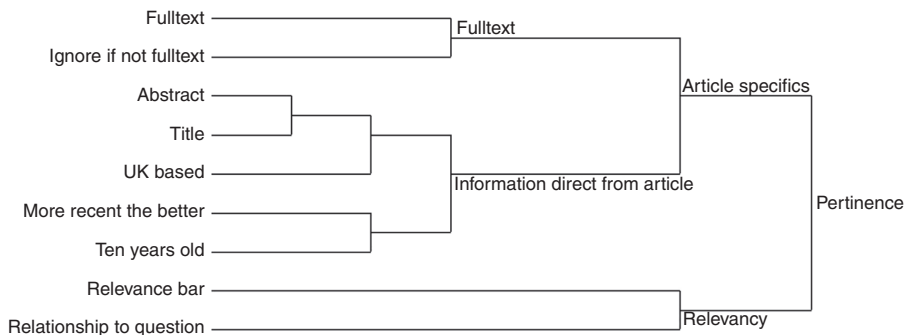 Fulltext
Fulltext
Ignore if not fulltext
Abstract
Article specifics
Title
UK based
Information direct from article
More recent the better
Pertinence
Ten years old
Relevance bar
Relevancy
Relationship to question